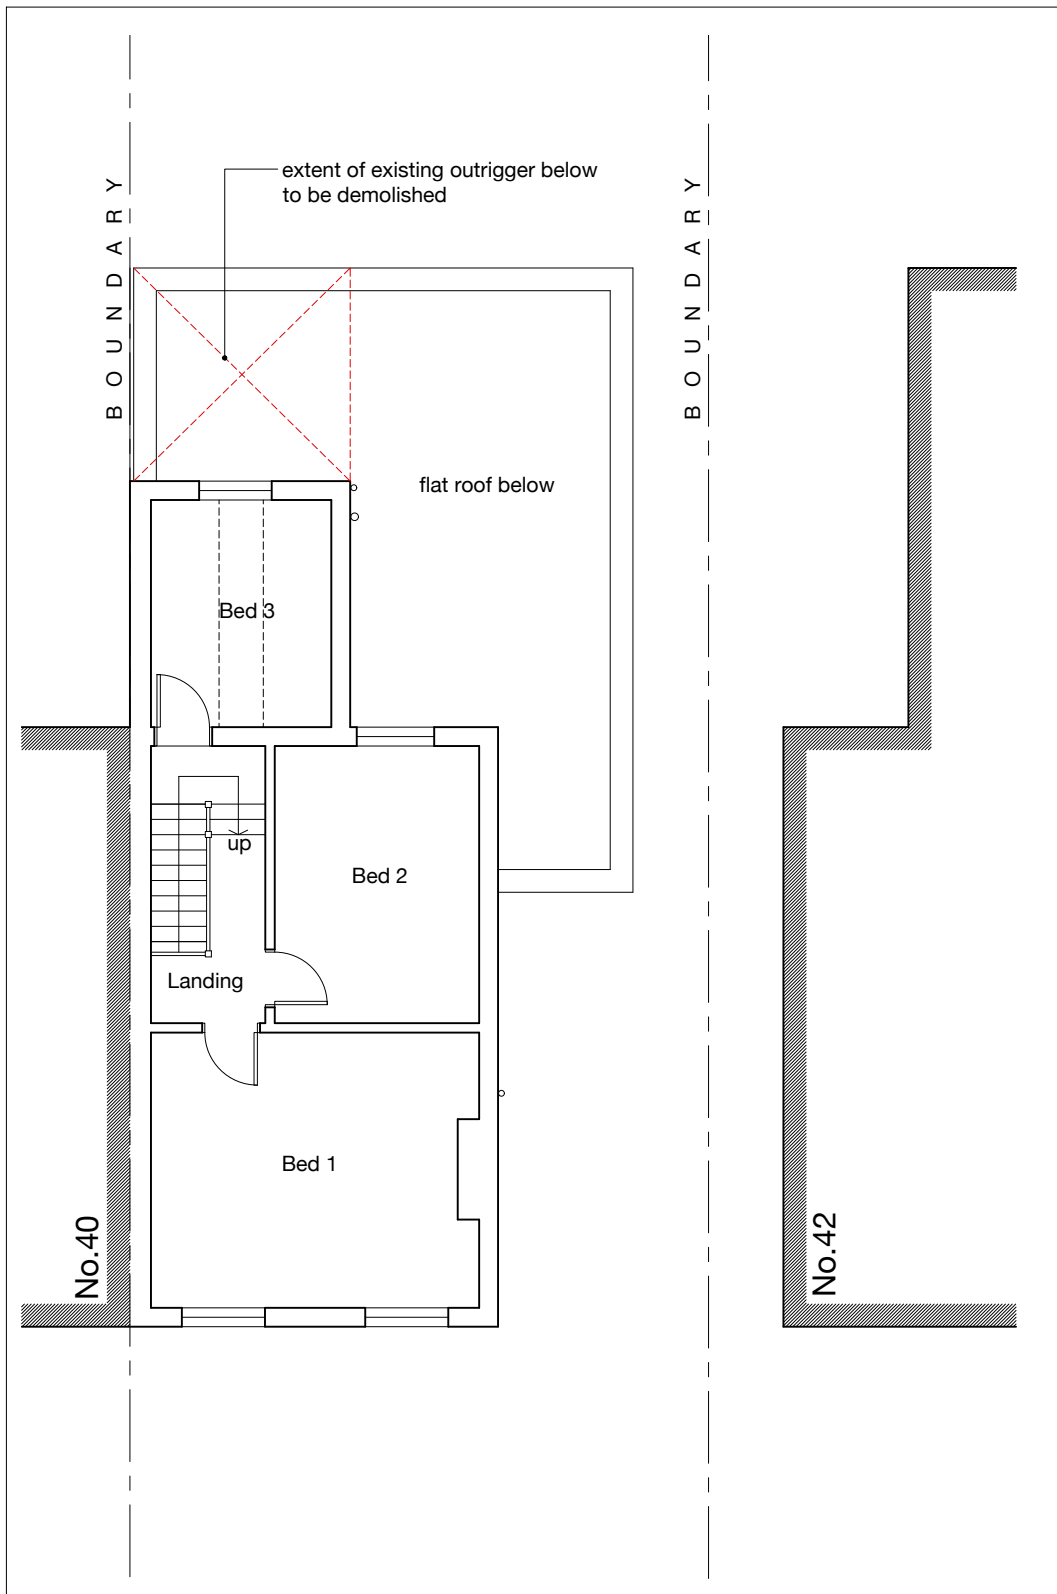 extent of existing outrigger below
to be demolished
BOUNDARY
BOUNDARY
flat roof below
Bed 3
up
Bed 2
Landing
Bed 1
No.40
No.42